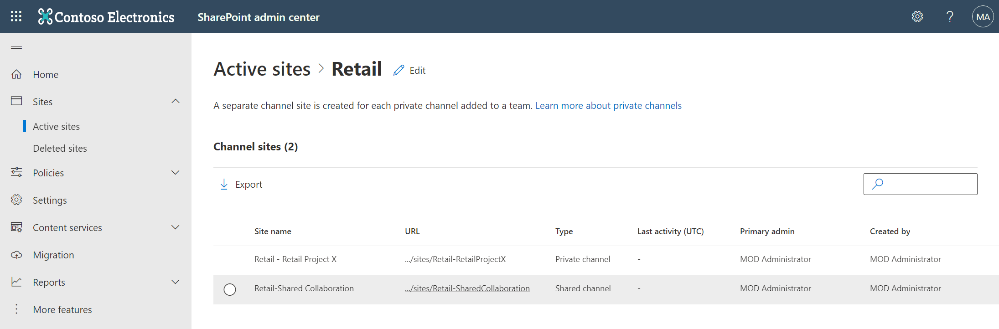 Contoso Electronics SharePoint admin center ? MA
Home
Sites
Active sites
Deleted sites
Policies
Settings
Content services
Migration
Reports
More features
Active sites > Retail Edit
A separate channel site is created for each private channel added to a team. Learn more about private channels
Channel sites (2)
Export
Site name URL Type Last activity (UTC) Primary admin Created by
Retail - Retail Project X .../sites/Retail-RetailProjectX Private channel - MOD Administrator MOD Administrator
Retail-Shared Collaboration .../sites/Retail-SharedCollaboration Shared channel - MOD Administrator MOD Administrator